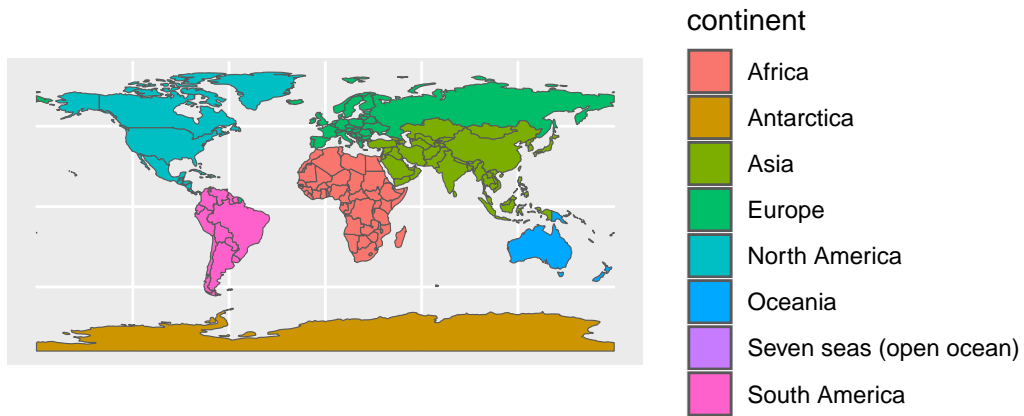 continent
Africa
Antarctica
Asia
Europe
North America
Oceania
Seven seas (open ocean)
South America